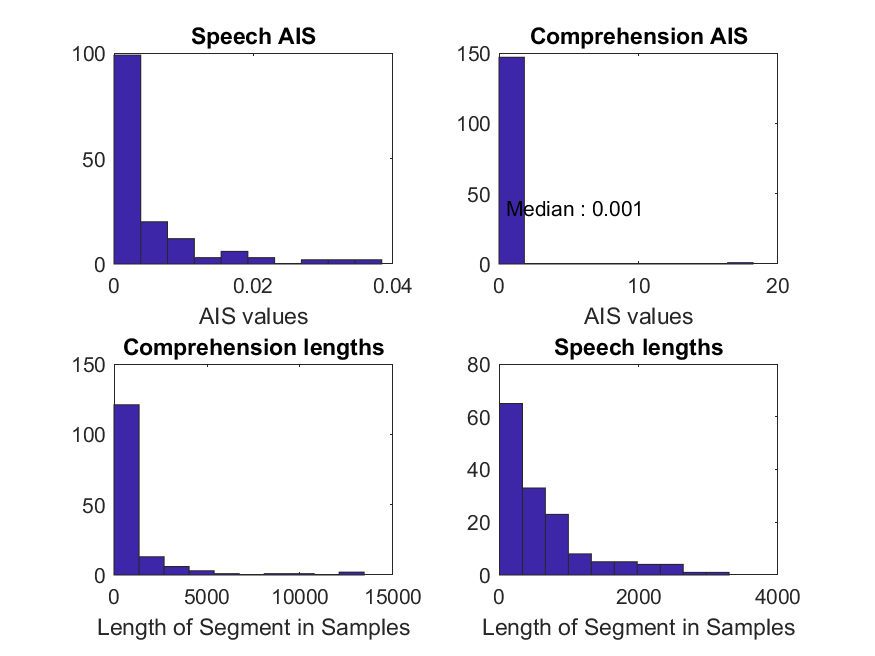 Speech AIS
100
50
0
0 0.02 0.04
AIS values
Comprehension AIS
150
100
50
Median : 0.001
0
0 10 20
AIS values
Comprehension lengths
150
100
50
0
0 5000 10000 15000
Length of Segment in Samples
Speech lengths
80
60
40
20
0
0 2000 4000
Length of Segment in Samples